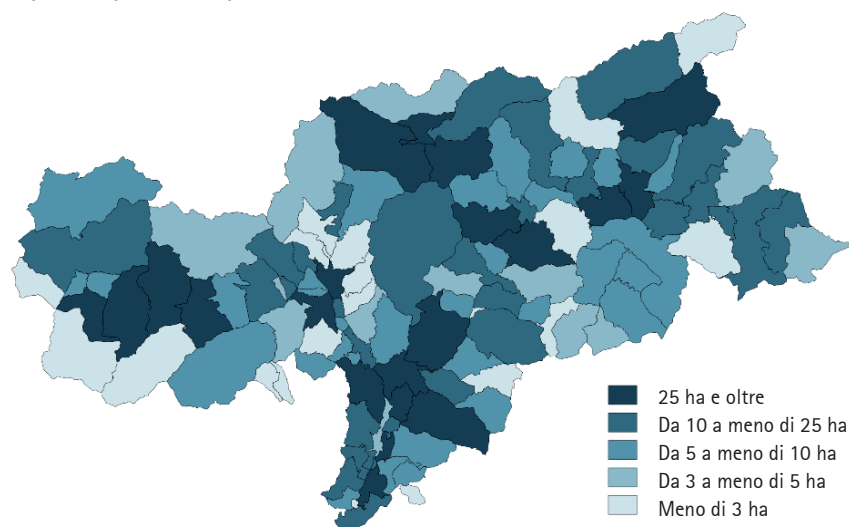 25 ha e oltre
Da 10 a meno di 25 ha
Da 5 a meno di 10 ha
Da 3 a meno di 5 ha
Meno di 3 ha